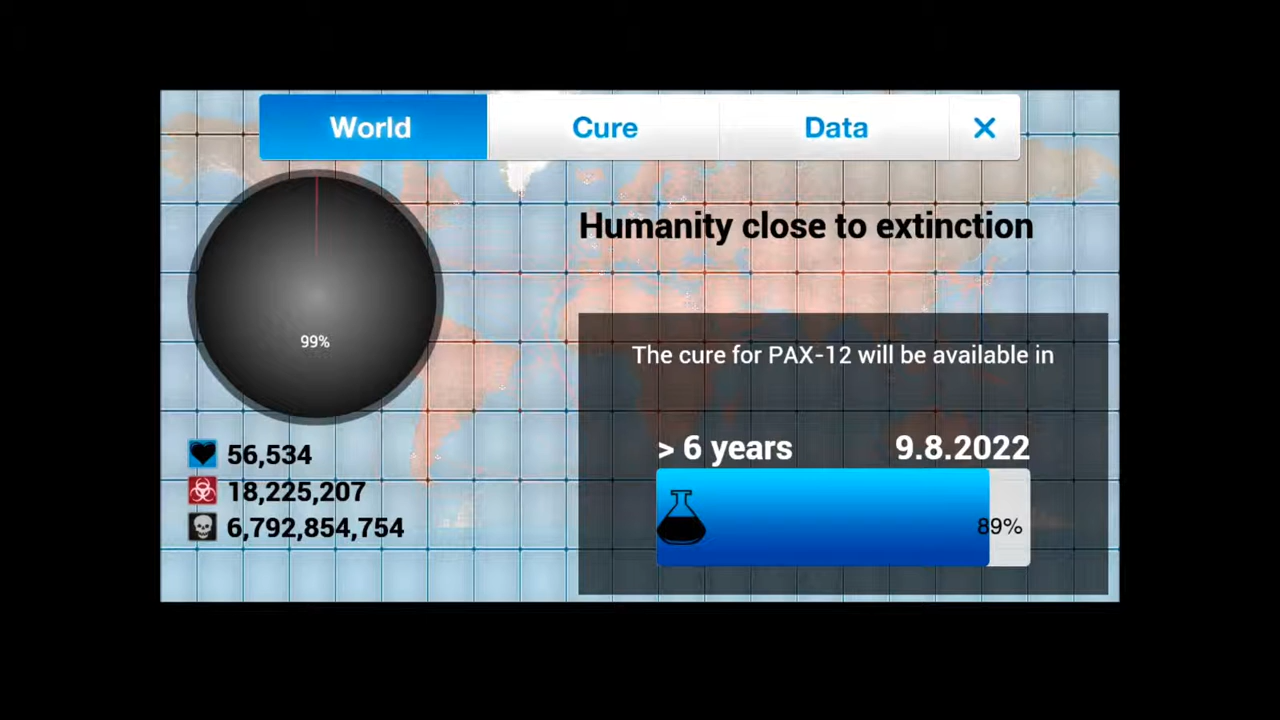 World
Cure
Data
Humanity close to extinction
99%
The cure for PAX-12 will be available in
> 6 years
9.8.2022
56,534
18,225,207
89%
6,792,854,754